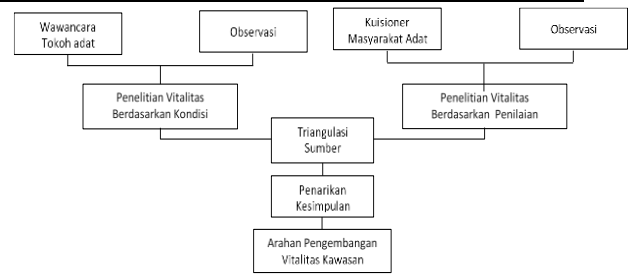 Wawancara
Tokoh adat
Observasi
Kuisioner
Masyarakat Adat
Observasi
Penelitian Vitalitas
Berdasarkan Kondisi
Penelitian Vitalitas
Berdasarkan Penilaian
Triangulasi
Sumber
Penarikan
Kesimpulan
Arahan Pengembangan
Vitalitas Kawasan